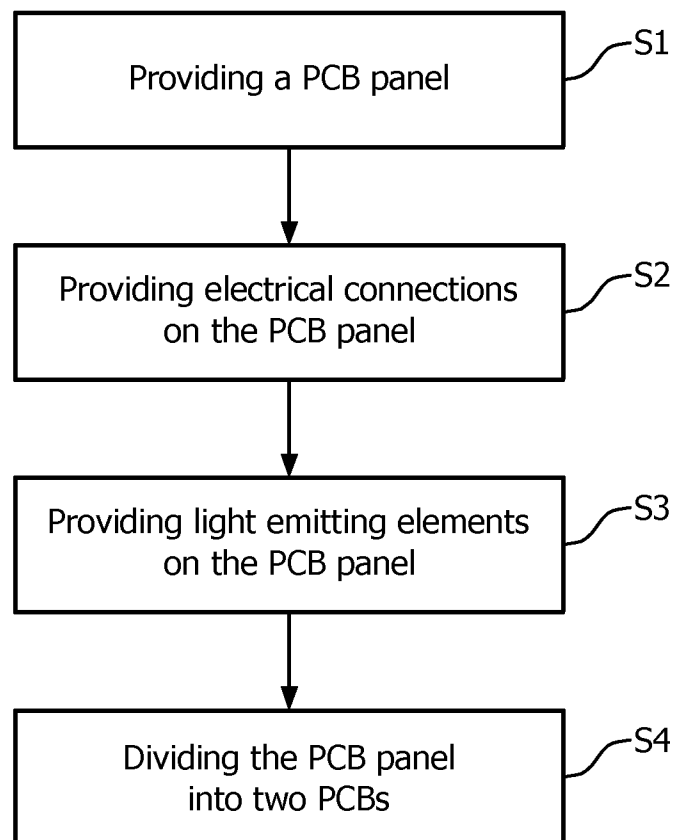 Providing a PCB panel
S1
Providing electrical connections
on the PCB panel
S2
Providing light emitting elements
on the PCB panel
S3
Dividing the PCB panel
into two PCBs
S4